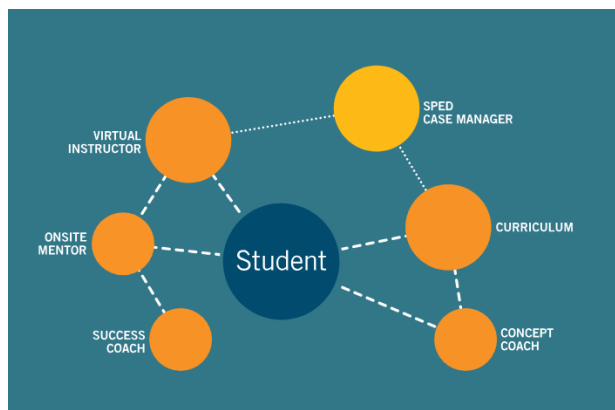 SPED
CASE MANAGER
VIRTUAL
INSTRUCTOR
CURRICULUM
ONSITE
MENTOR
Student
SUCCESS
COACH
CONCEPT
COACH